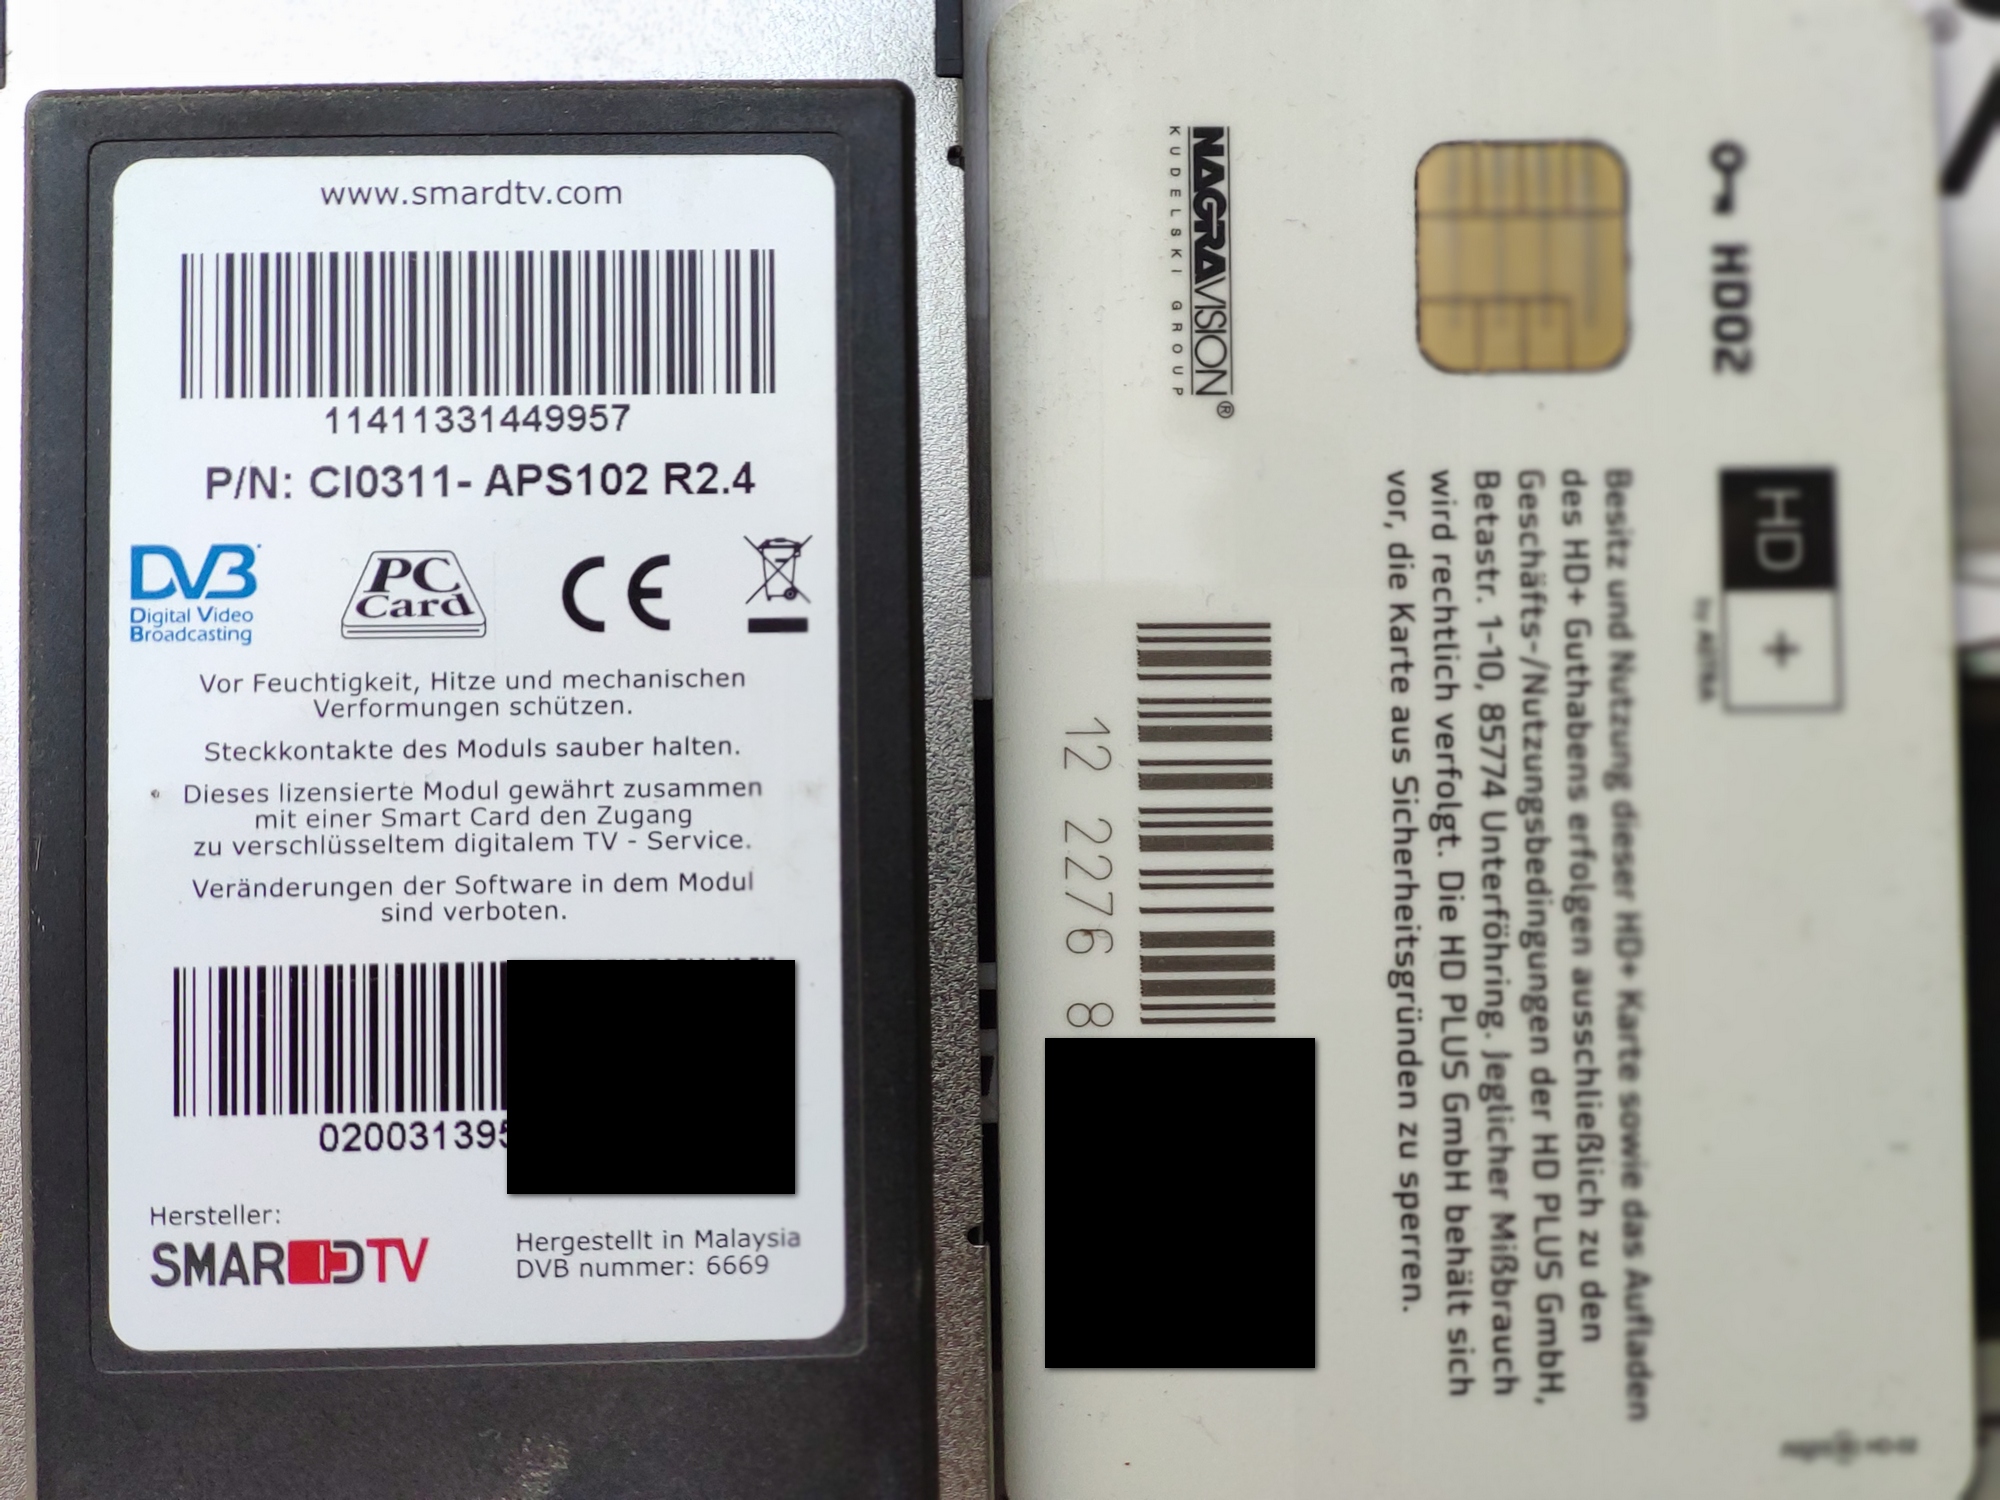 www.smardtv.com
11411331449957
P/N: CI0311- APS102 R2.4
DVB
Digital Video
Broadcasting
PC
Card
CE
Vor Feuchtigkeit, Hitze und mechanischen
Verformungen schützen.
Steckkontakte des Moduls sauber halten.
Dieses lizensierte Modul gewährt zusammen
mit einer Smart Card den Zugang
zu verschlüsseltem digitalem TV - Service.
Veränderungen der Software in dem Modul
sind verboten.
020031395
Hersteller:
SMARDTV
Hergestellt in Malaysia
DVB nummer: 6669
HD02
HD +
by ASTRA
Besitz und Nutzung dieser HD+ Karte sowie das Aufladen
des HD+ Guthabens erfolgen ausschließlich zu den
Geschäfts-/Nutzungsbedingungen der HD PLUS GmbH,
Betastr. 1-10, 85774 Unterföhring. Jeglicher Mißbrauch
wird rechtlich verfolgt. Die HD PLUS GmbH behält sich
vor, die Karte aus Sicherheitsgründen zu sperren.
NAGRAVISION®
KUDELSKI GROUP
12 2276 8